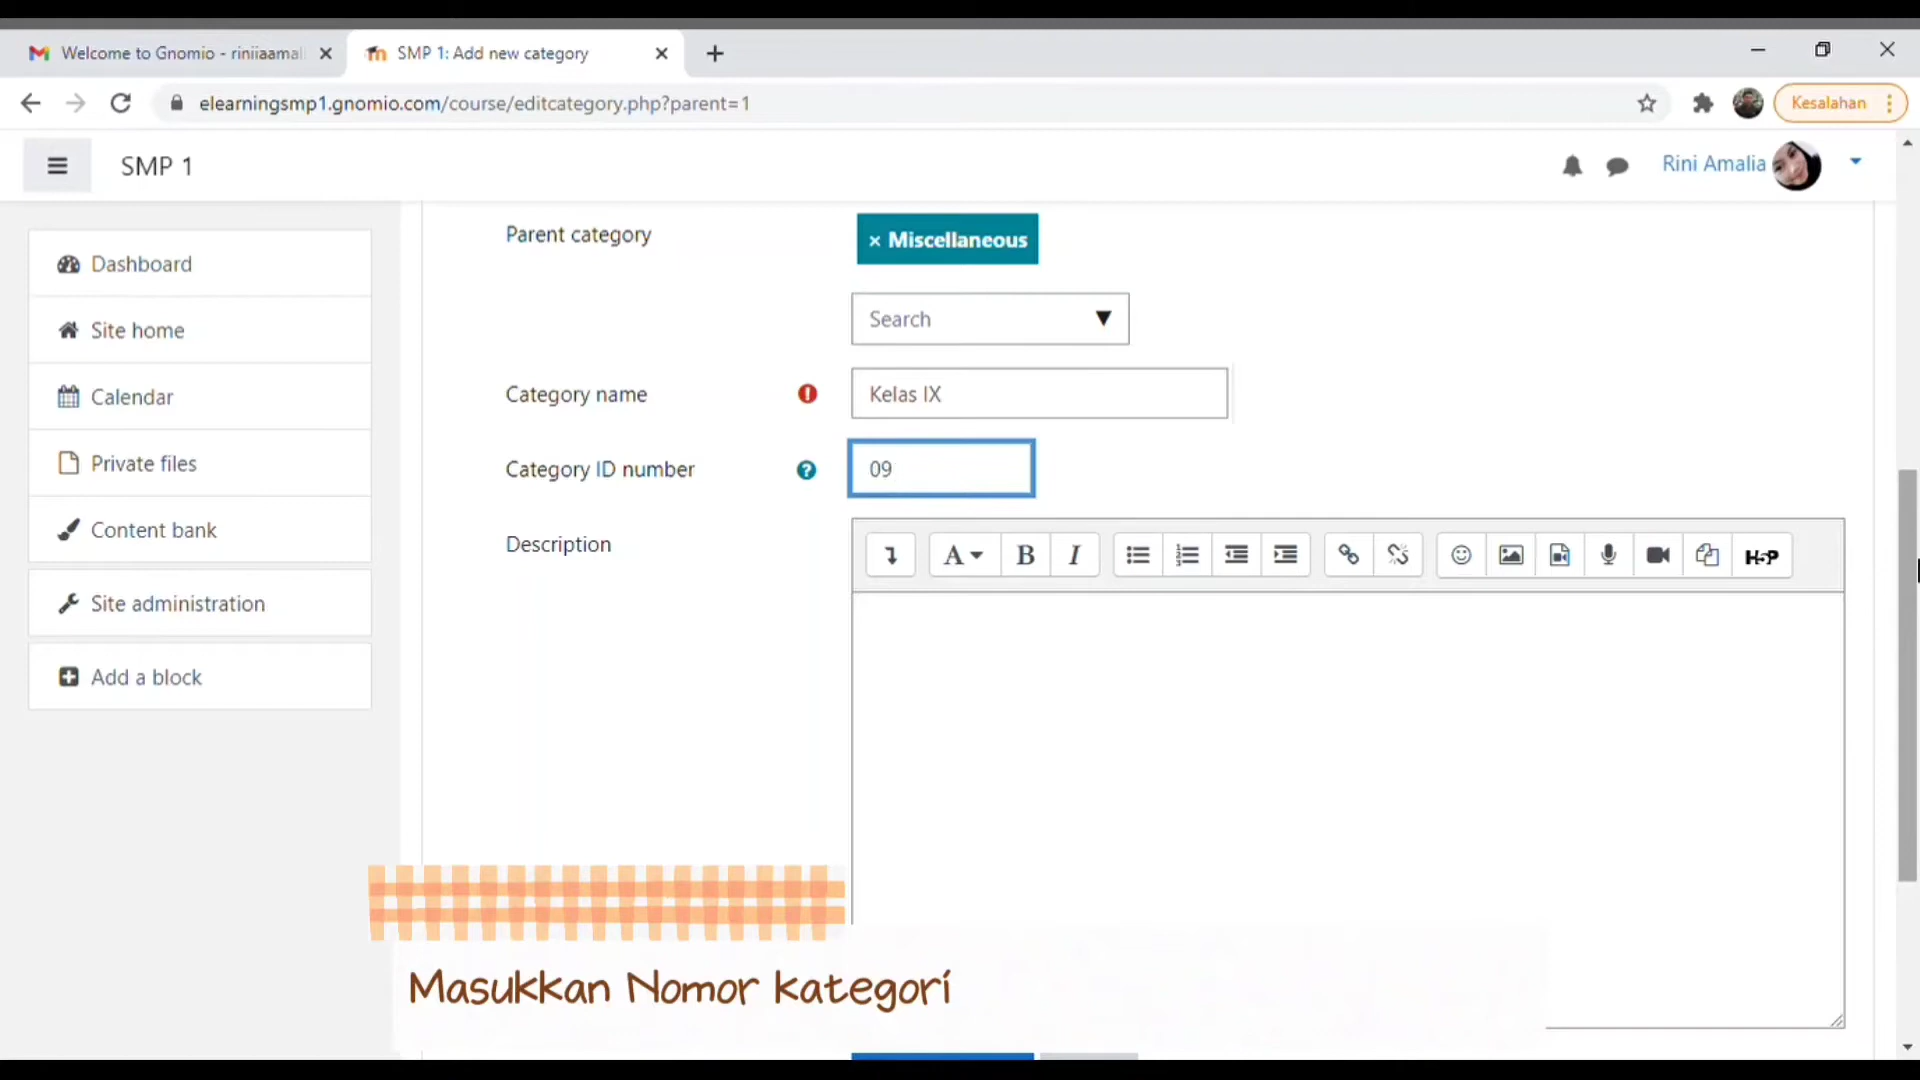 Welcome to Gnomio - riniiaamal
SMP 1: Add new category
elearningsmp1.gnomio.com/course/editcategory.php?parent=1
Kesalahan
SMP 1
Rini Amalia
Dashboard
Site home
Calendar
Private files
Content bank
Site administration
Add a block
Parent category
× Miscellaneous
Search
Category name
Kelas IX
Category ID number
09
Description
A B I
H5P
Masukkan Nomor kategori